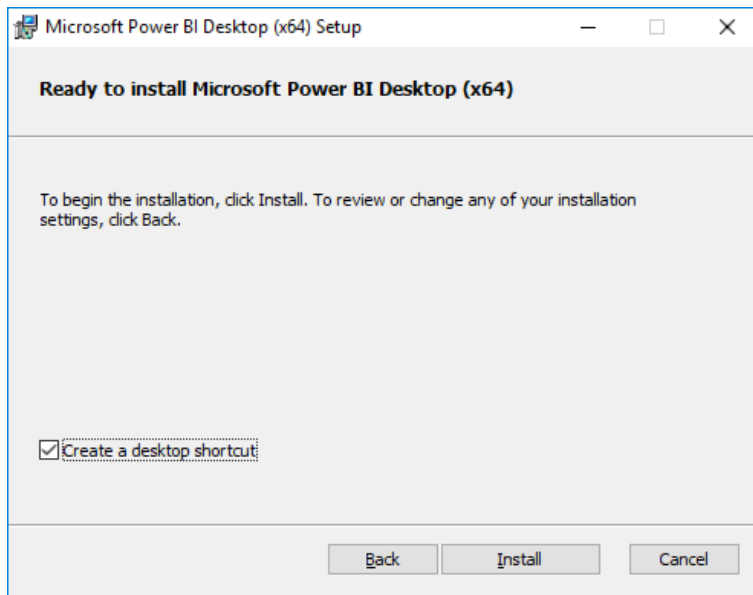 Microsoft Power BI Desktop (x64) Setup
Ready to install Microsoft Power BI Desktop (x64)
To begin the installation, click Install. To review or change any of your installation
settings, click Back.
Create a desktop shortcut
Back Install Cancel